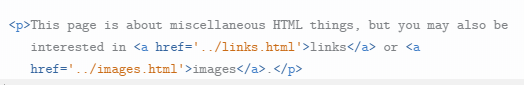 <p>This page is about miscellaneous HTML things, but you may also be
interested in <a href='../links.html'>links</a> or <a
href='../images.html'>images</a>.</p>